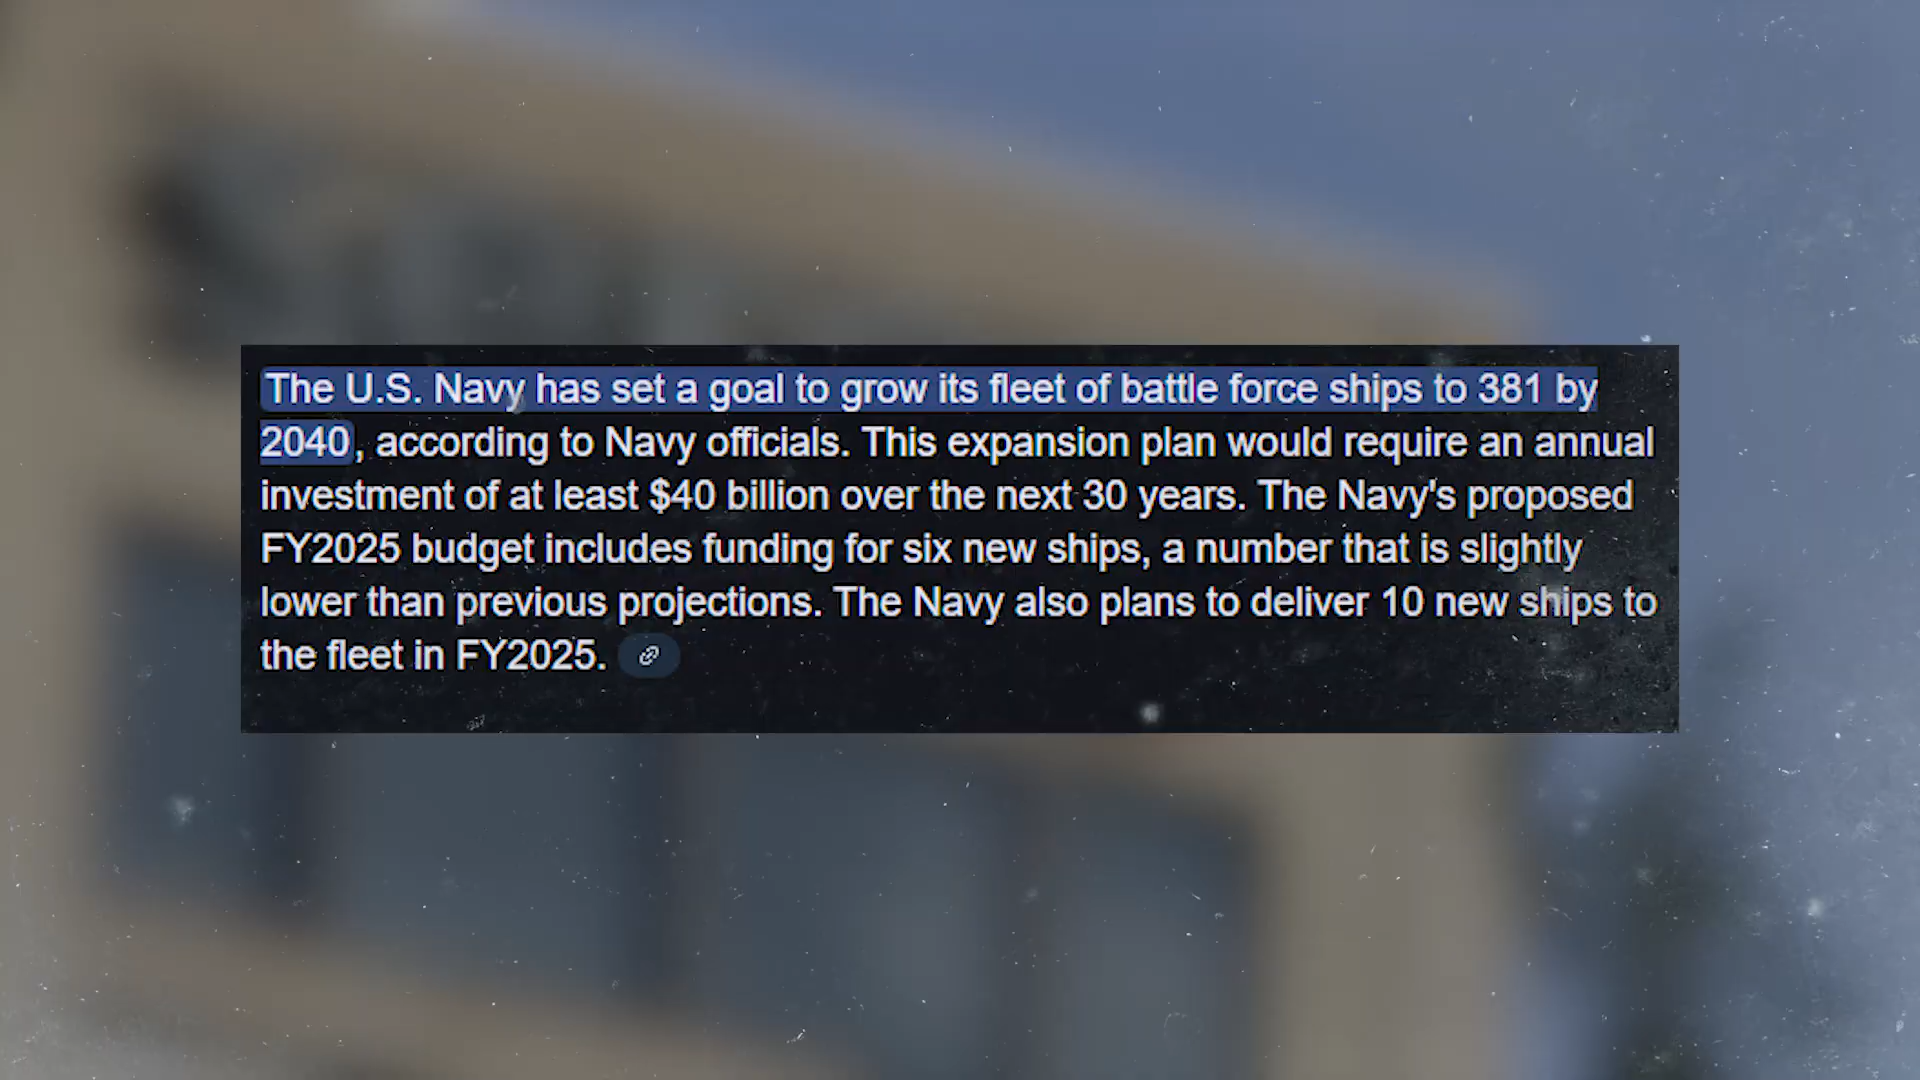 The U.S. Navy has set a goal to grow its fleet of battle force ships to 381 by
2040, according to Navy officials. This expansion plan would require an annual
investment of at least $40 billion over the next 30 years. The Navy's proposed
FY2025 budget includes funding for six new ships, a number that is slightly
lower than previous projections. The Navy also plans to deliver 10 new ships to
the fleet in FY2025.